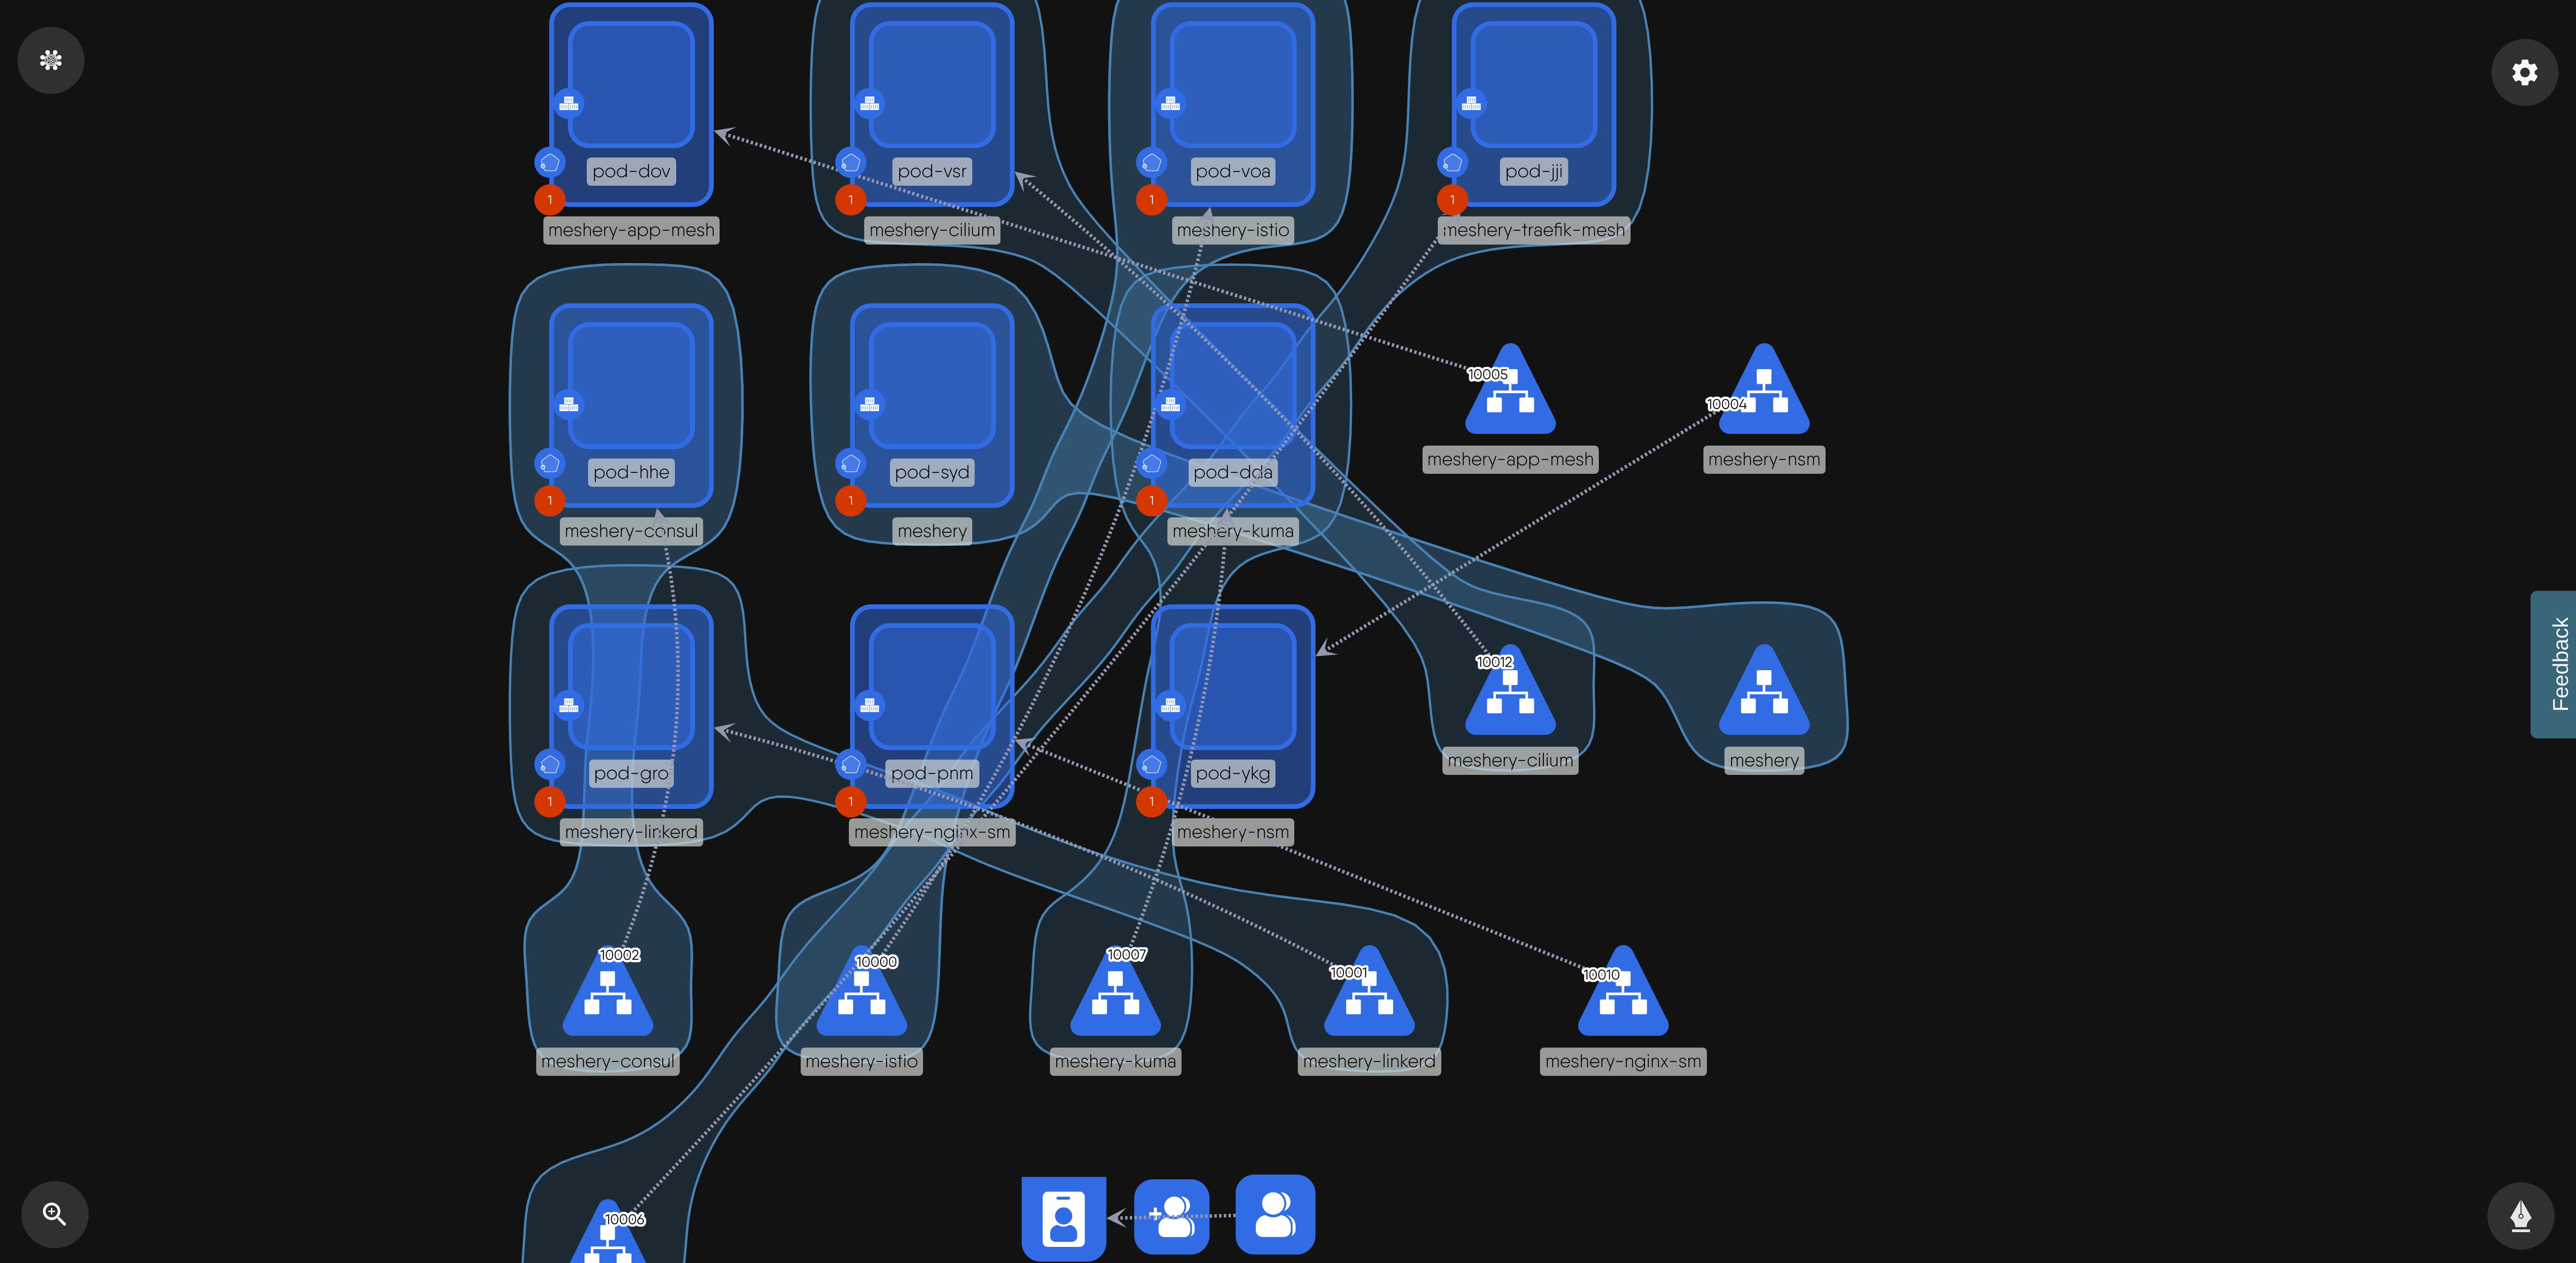 pod-dov
pod-vsr
pod-voa
pod-jji
1
1
1
1
meshery-app-mesh
meshery-cilium
meshery-istio
meshery-traefik-mesh
10005
10004
meshery-app-mesh
meshery-nsm
pod-hhe
pod-syd
pod-dda
1
1
1
meshery-consul
meshery
meshery-kuma
10012
meshery-cilium
meshery
pod-gro
pod-pnm
pod-ykg
1
1
1
meshery-linkerd
meshery-nginx-sm
meshery-nsm
10002
10000
10007
10001
10010
meshery-consul
meshery-istio
meshery-kuma
meshery-linkerd
meshery-nginx-sm
10006
Feedback